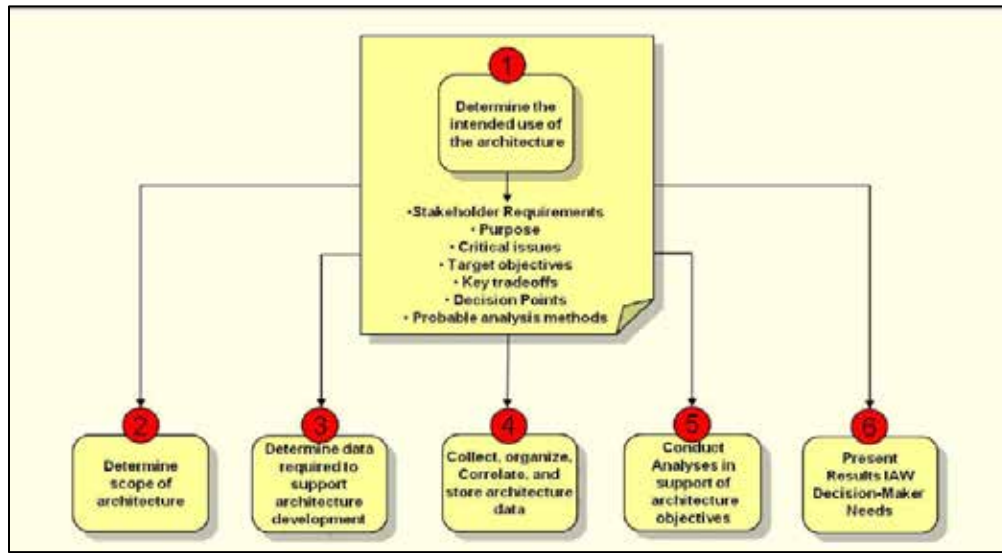 1
Determine the
intended use of
the architecture
•Stakeholder Requirements
• Purpose
• Critical issues
• Target objectives
• Key tradeoffs
• Decision Points
• Probable analysis methods
2
Determine
scope of
architecture
3
Determine data
required to
support
architecture
development
4
Collect, organize,
Correlate, and
store architecture
data
5
Conduct
Analyses in
support of
architecture
objectives
6
Present
Results IAW
Decision-Maker
Needs